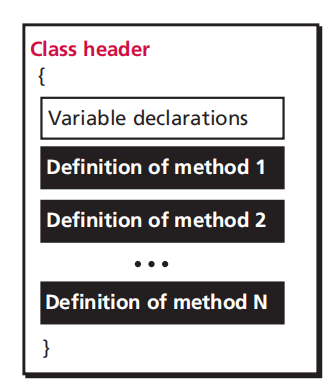 Class header
{
Variable declarations
Definition of method 1
Definition of method 2
...
Definition of method N
}